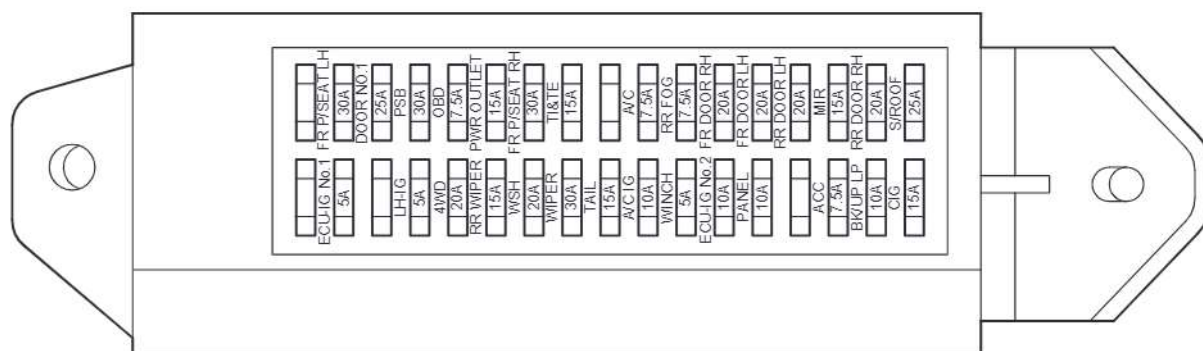 FR P/SEAT LH
30A
DOOR NO.1
25A
PSB
30A
OBD
7.5A
PWR OUTLET
15A
FR P/SEAT RH
30A
TI&TE
15A
A/C
7.5A
RR FOG
7.5A
FR DOOR RH
20A
FR DOOR LH
20A
RR DOOR LH
20A
MIR
15A
RR DOOR RH
20A
S/ROOF
25A
ECU-IG No.1
5A
LH-IG
5A
4WD
20A
RR WIPER
15A
WSH
20A
WIPER
30A
TAIL
15A
A/C IG
10A
WINCH
5A
ECU-IG No.2
10A
PANEL
10A
ACC
7.5A
BK/UP LP
10A
CIG
15A